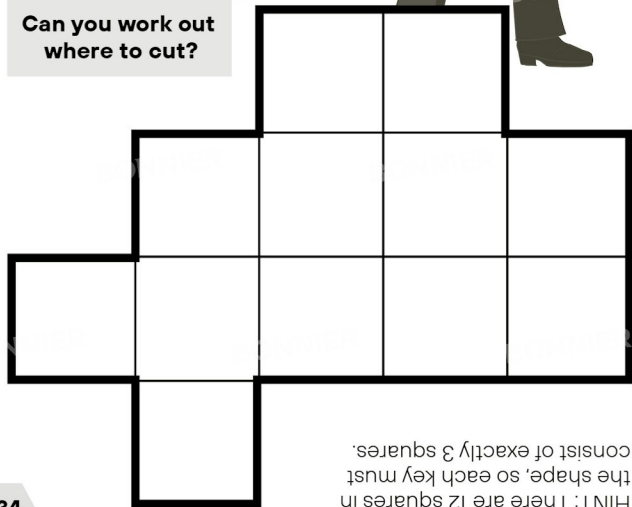 Can you work out
where to cut?
HINT: There are 12 squares in
the shape, so each key must
consist of exactly 3 squares.